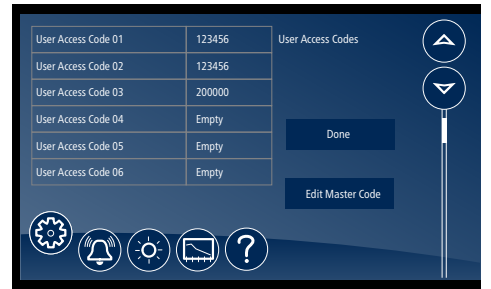 User Access Code 01 123456 User Access Codes
User Access Code 02 123456
User Access Code 03 200000
User Access Code 04 Empty
Done
User Access Code 05 Empty
User Access Code 06 Empty
Edit Master Code
?